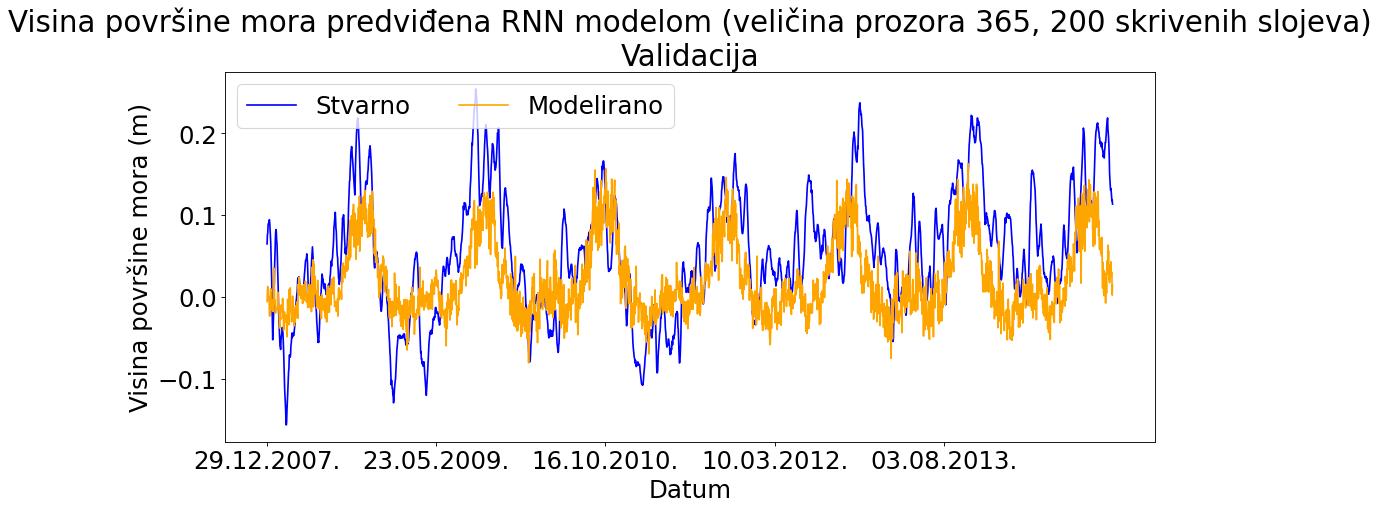 Visina površine mora predviđena RNN modelom (veličina prozora 365, 200 skrivenih slojeva)
Validacija
Stvarno
Modelirano
Visina površine mora (m)
0.2
0.1
0.0
−0.1
29.12.2007.
23.05.2009.
16.10.2010.
10.03.2012.
03.08.2013.
Datum